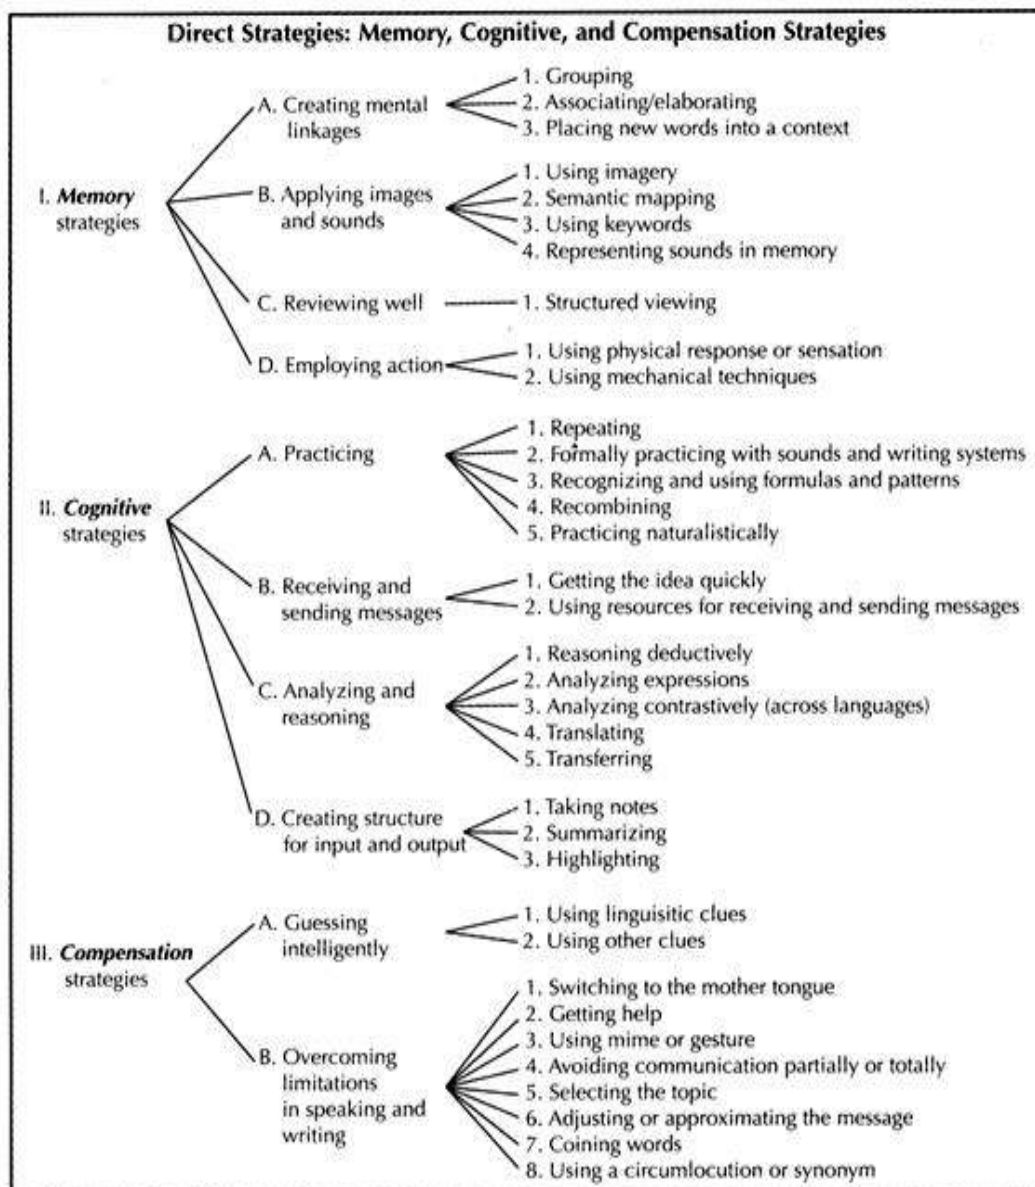 Direct Strategies: Memory, Cognitive, and Compensation Strategies
I. Memory
strategies
A. Creating mental
linkages
1. Grouping
2. Associating/elaborating
3. Placing new words into a context
B. Applying images
and sounds
1. Using imagery
2. Semantic mapping
3. Using keywords
4. Representing sounds in memory
C. Reviewing well
1. Structured viewing
D. Employing action
1. Using physical response or sensation
2. Using mechanical techniques
II. Cognitive
strategies
A. Practicing
1. Repeating
2. Formally practicing with sounds and writing systems
3. Recognizing and using formulas and patterns
4. Recombining
5. Practicing naturalistically
B. Receiving and
sending messages
1. Getting the idea quickly
2. Using resources for receiving and sending messages
C. Analyzing and
reasoning
1. Reasoning deductively
2. Analyzing expressions
3. Analyzing contrastively (across languages)
4. Translating
5. Transferring
D. Creating structure
for input and output
1. Taking notes
2. Summarizing
3. Highlighting
III. Compensation
strategies
A. Guessing
intelligently
1. Using linguisitic clues
2. Using other clues
B. Overcoming
limitations
in speaking and
writing
1. Switching to the mother tongue
2. Getting help
3. Using mime or gesture
4. Avoiding communication partially or totally
5. Selecting the topic
6. Adjusting or approximating the message
7. Coining words
8. Using a circumlocution or synonym